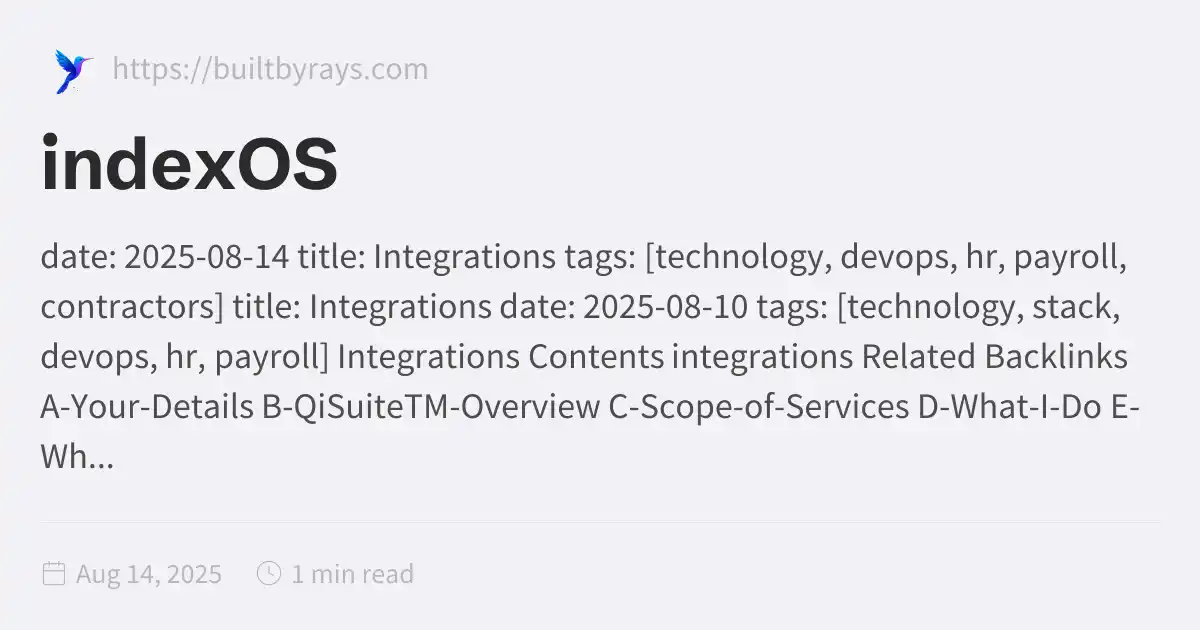 https://builtbyrays.com
indexOS
date: 2025-08-14 title: Integrations tags: [technology, devops, hr, payroll,
contractors] title: Integrations date: 2025-08-10 tags: [technology, stack,
devops, hr, payroll] Integrations Contents integrations Related Backlinks
A-Your-Details B-QiSuiteTM-Overview C-Scope-of-Services D-What-I-Do E-
Wh...
Aug 14, 2025 1 min read